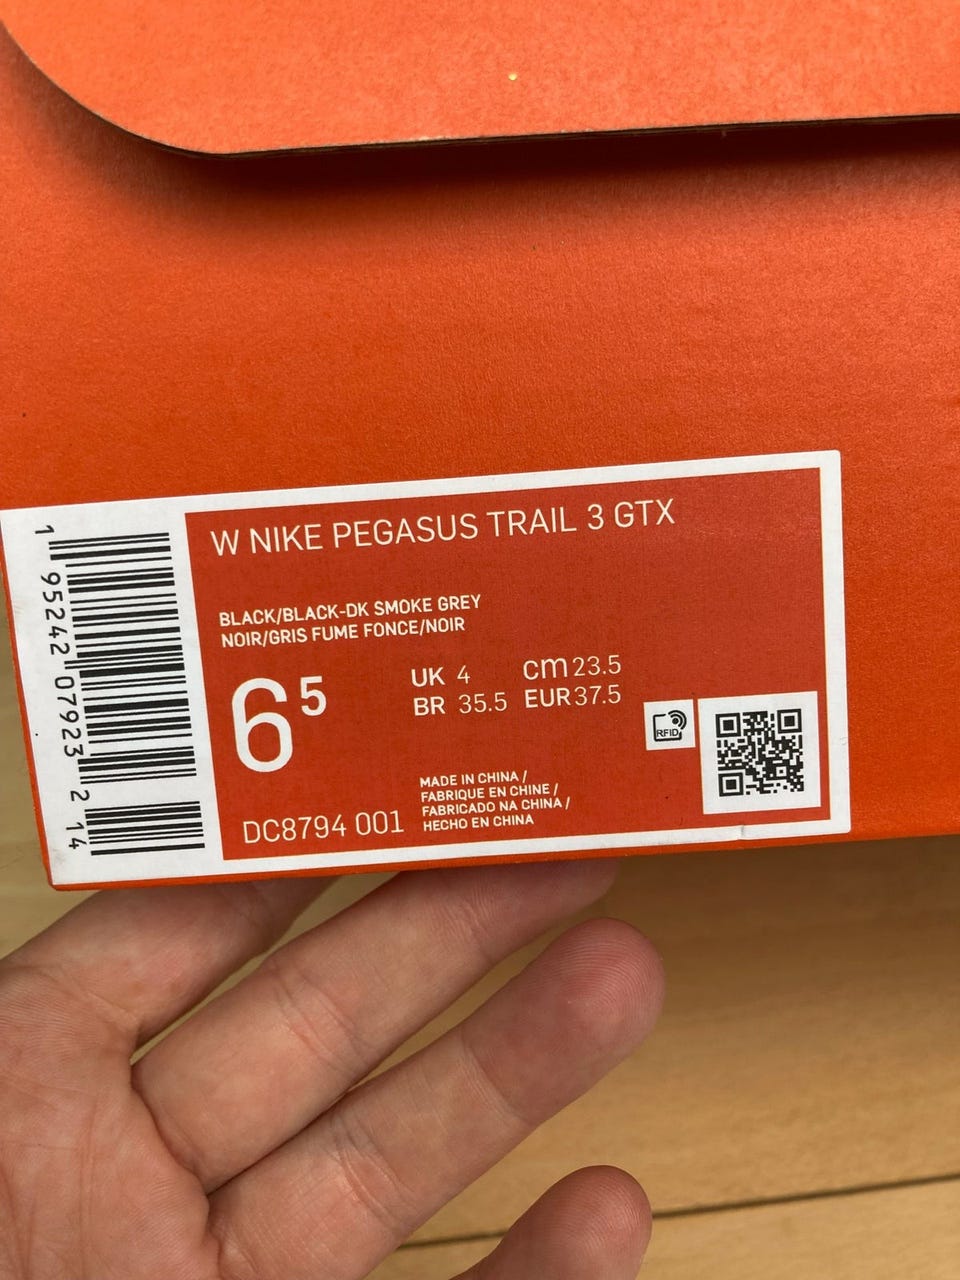 W NIKE PEGASUS TRAIL 3 GTX
BLACK/BLACK-DK SMOKE GREY
NOIR/GRIS FUME FONCE/NOIR
6 5
UK 4 cm 23.5
BR 35.5 EUR 37.5
RFID
MADE IN CHINA /
FABRIQUE EN CHINE /
FABRICADO NA CHINA /
HECHO EN CHINA
DC8794 001
1 95242 07923 2 14